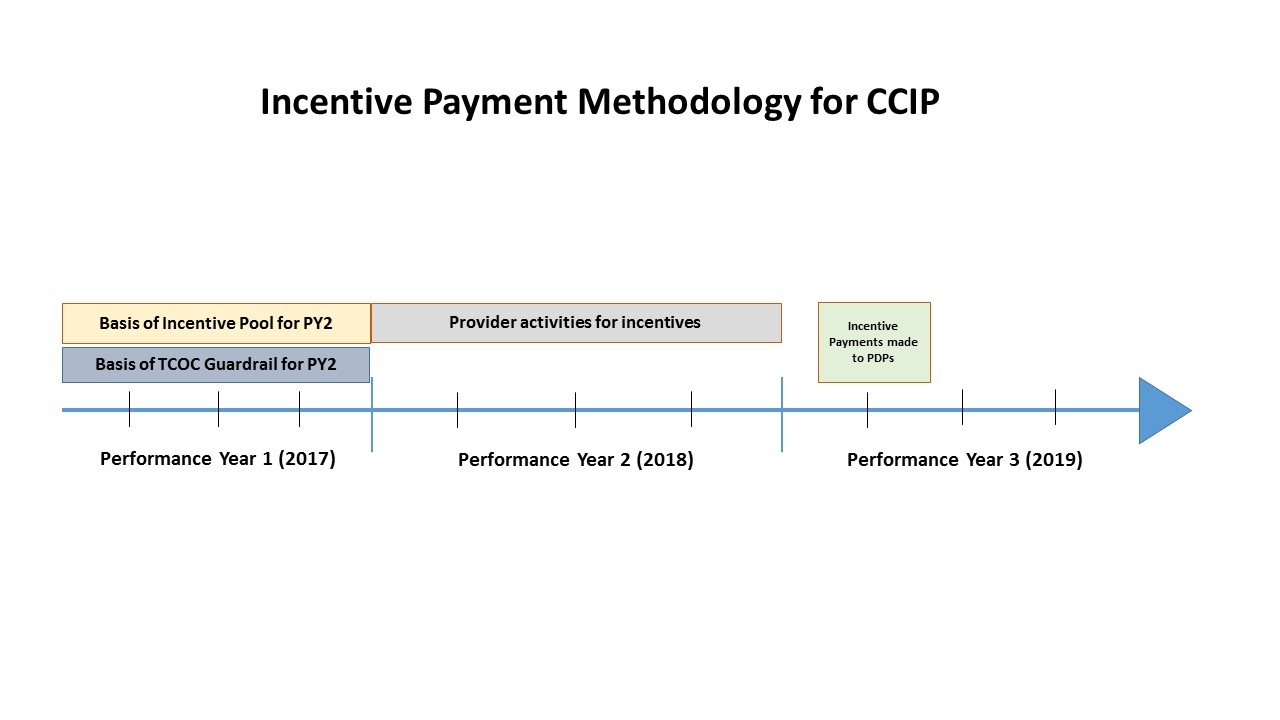 Incentive Payment Methodology for CCIP
Basis of Incentive Pool for PY2
Provider activities for incentives
Incentive
Payments made
to PDPs
Basis of TCOC Guardrail for PY2
Performance Year 1 (2017)
Performance Year 2 (2018)
Performance Year 3 (2019)